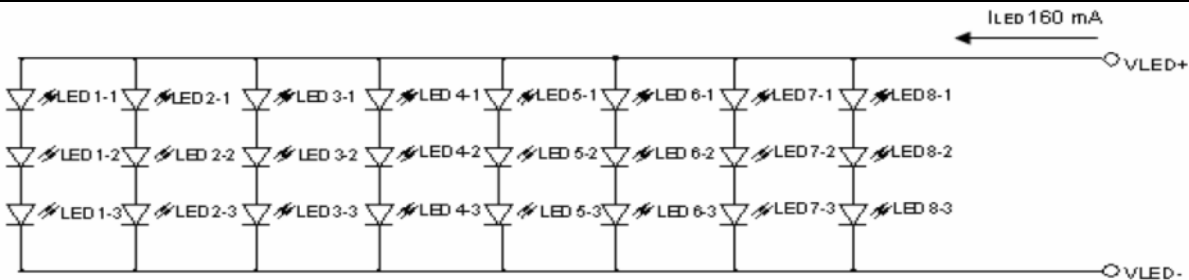 ILED 160 mA
VLED+
LED 1-1 LED 2-1 LED 3-1 LED 4-1 LED 5-1 LED 6-1 LED 7-1 LED 8-1
LED 1-2 LED 2-2 LED 3-2 LED 4-2 LED 5-2 LED 6-2 LED 7-2 LED 8-2
LED 1-3 LED 2-3 LED 3-3 LED 4-3 LED 5-3 LED 6-3 LED 7-3 LED 8-3
VLED-